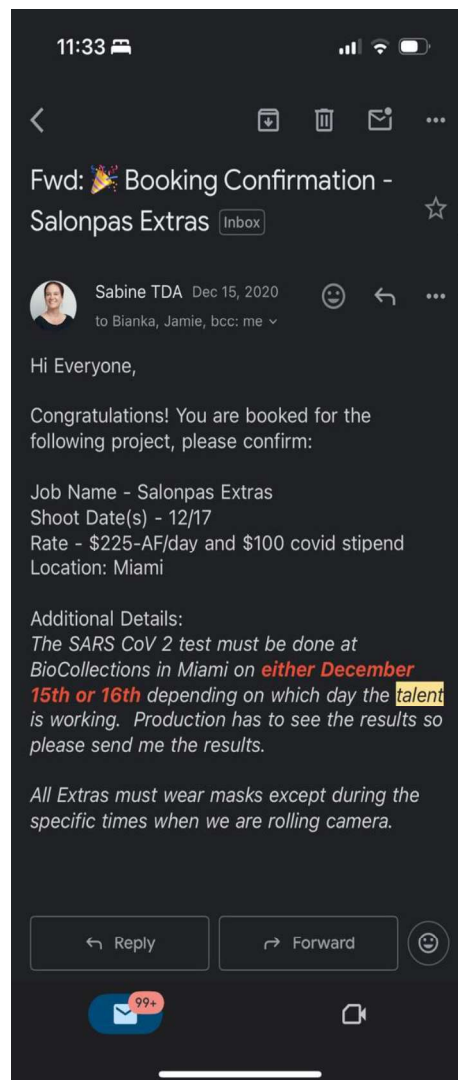 11:33
Fwd: 🎉 Booking Confirmation -
Salonpas Extras Inbox
Sabine TDA Dec 15, 2020
to Bianka, Jamie, bcc: me
Hi Everyone,
Congratulations! You are booked for the
following project, please confirm:
Job Name - Salonpas Extras
Shoot Date(s) - 12/17
Rate - $225-AF/day and $100 covid stipend
Location: Miami
Additional Details:
The SARS CoV 2 test must be done at
BioCollections in Miami on either December
15th or 16th depending on which day the talent
is working. Production has to see the results so
please send me the results.
All Extras must wear masks except during the
specific times when we are rolling camera.
Reply Forward
99+